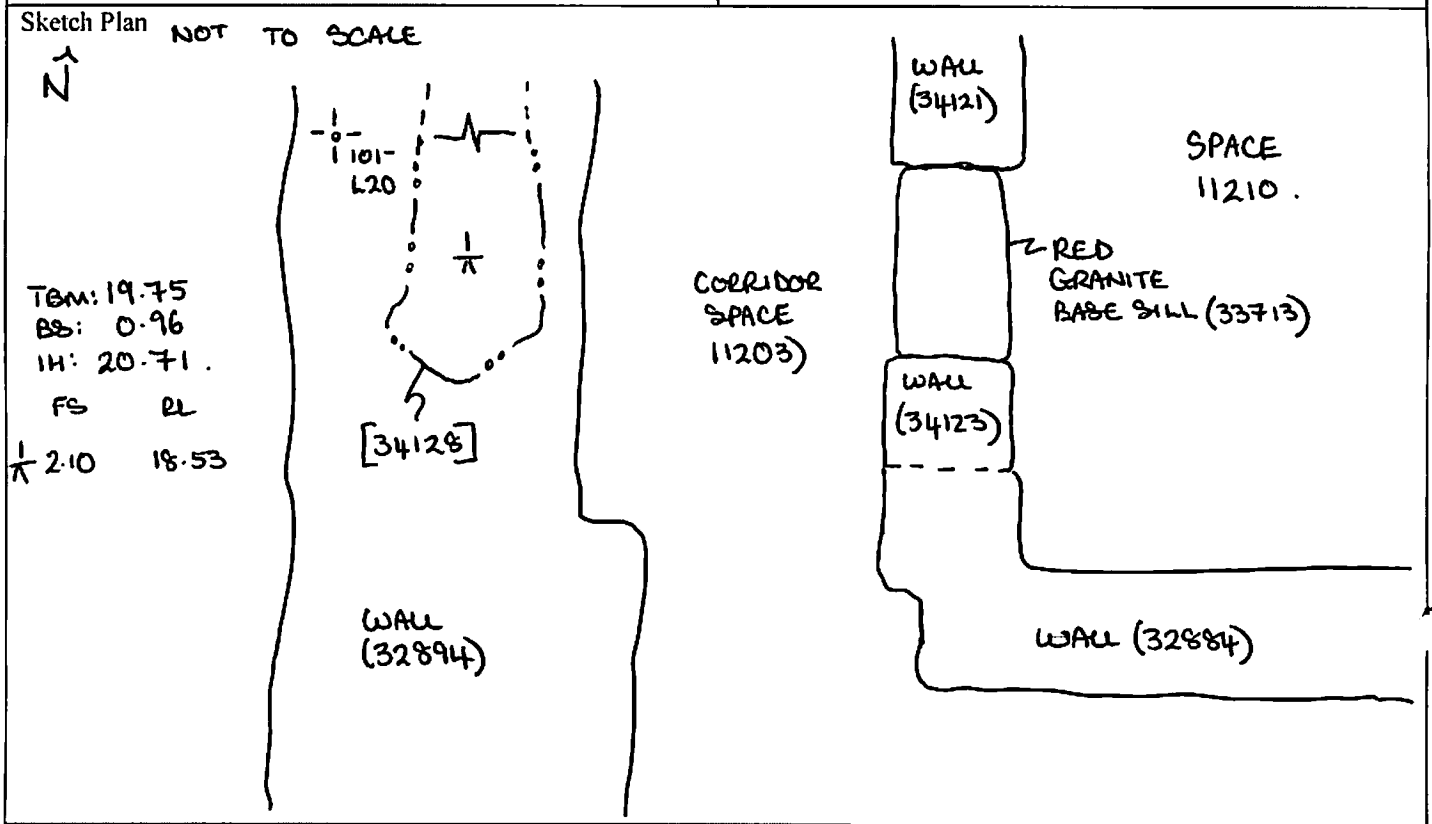 Sketch Plan NOT TO SCALE
N
101-
L20
TBM: 19.75
BS: 0.96
IH: 20.71.
FS RL
1 2.10 18.53
1
[34128]
WALL
(32894)
CORRIDOR
SPACE
11203)
WALL
(34121)
SPACE
11210.
RED
GRANITE
BASE SILL (33713)
WALL
(34123)
WALL (32884)